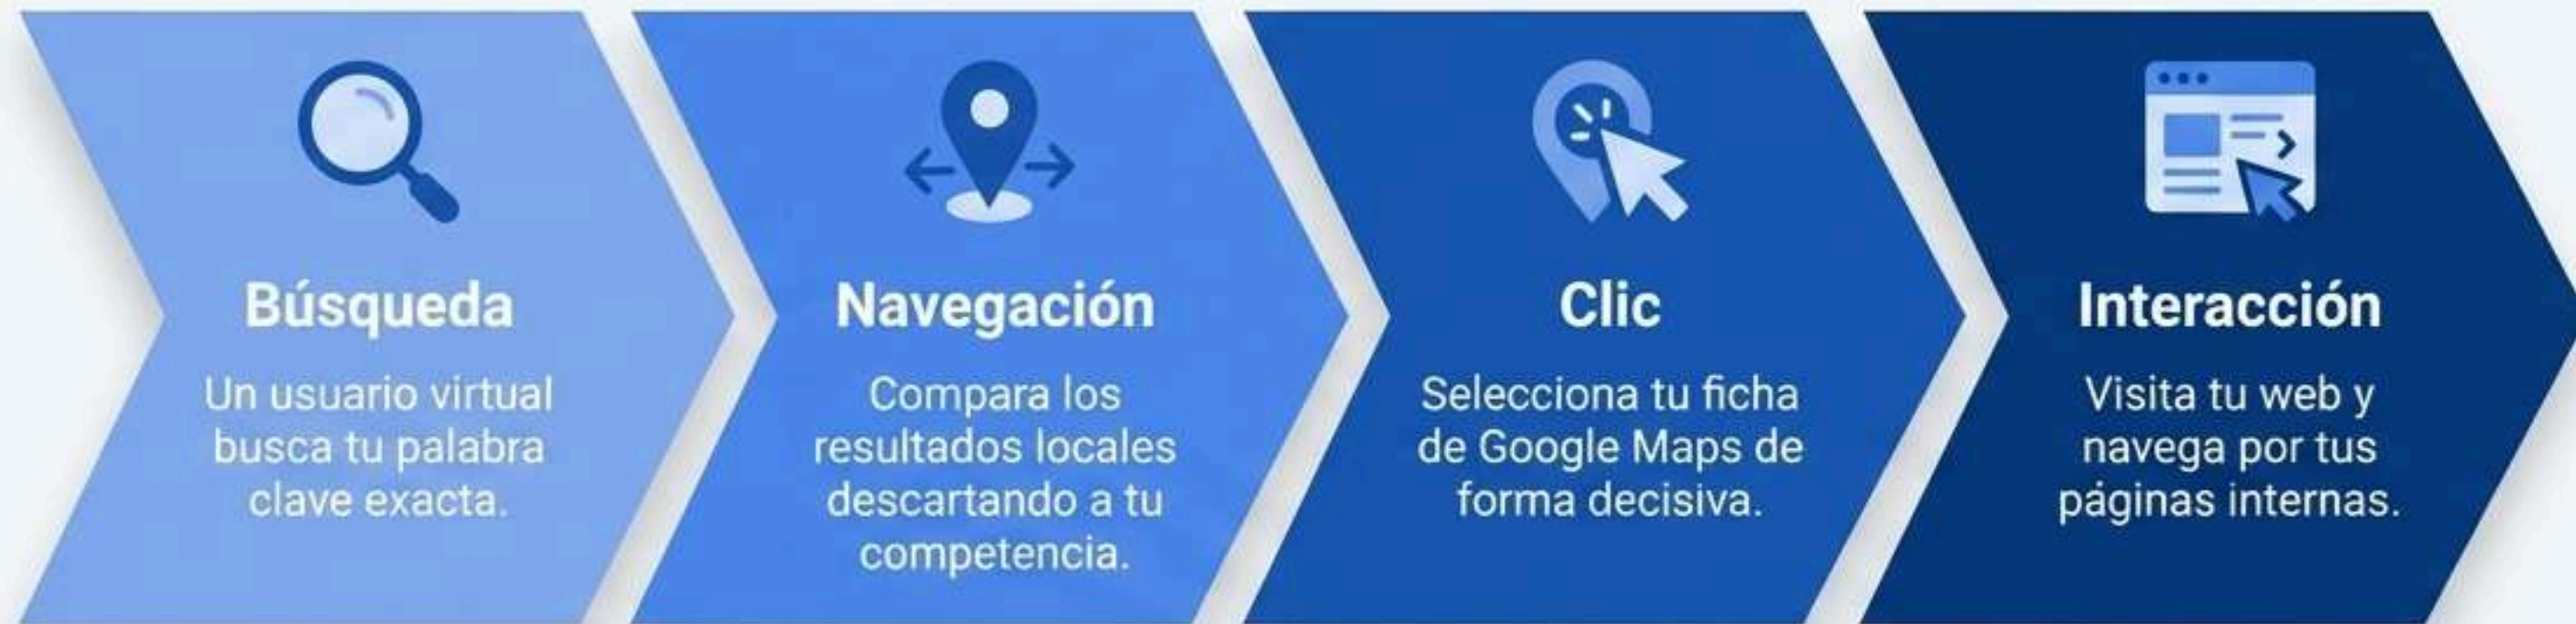 Búsqueda
Un usuario virtual
busca tu palabra
clave exacta.
Navegación
Compara los
resultados locales
descartando a tu
competencia.
Clic
Selecciona tu ficha
de Google Maps de
forma decisiva.
Interacción
Visita tu web y
navega por tus
páginas internas.